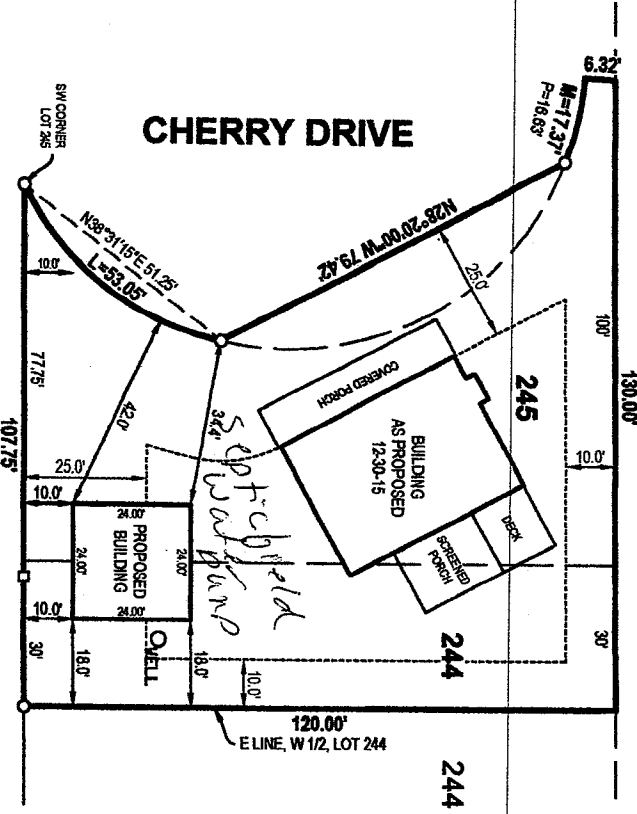 6.32'
M=17.37'
P=16.63'
CHERRY DRIVE
SW CORNER
LOT 245
N38°31'15"E 51.25'
L=53.05'
N28°20'00"W 79.42'
25.0'
10.0'
77.75'
107.75'
100'
130.00'
245
COVERED PORCH
BUILDING
AS PROPOSED
12-30-15
DECK
SCREENED
PORCH
10.0'
42.0'
34.4'
septic field
water
pump
25.0'
10.0'
24.00'
24.00'
PROPOSED
BUILDING
24.00'
24.00'
10.0'
30'
18.0'
WELL
18.0'
10.0'
244
30'
120.00'
E LINE, W 1/2, LOT 244
244